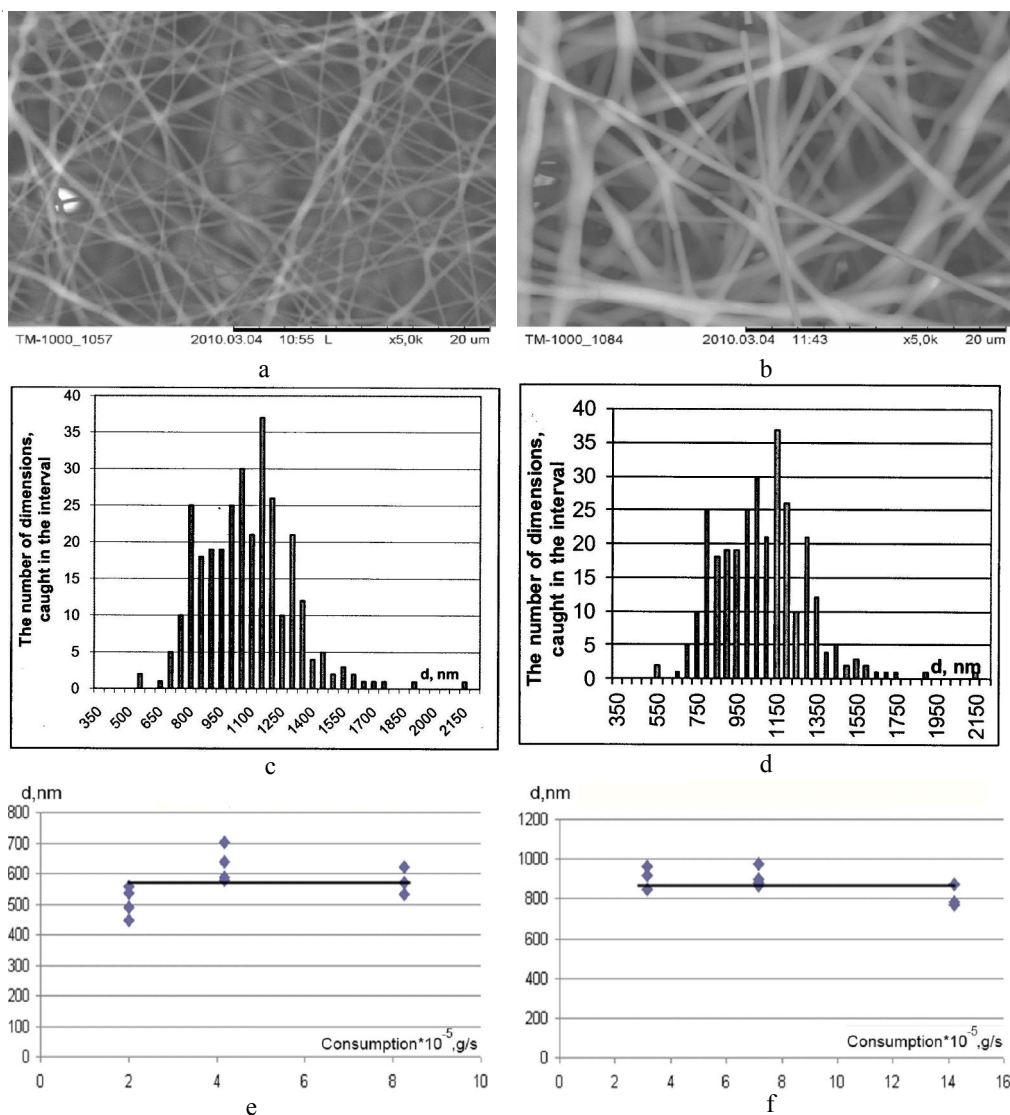 TM-1000_1057 2010.03.04 10:55 L x5,0k 20 um
TM-1000_1084 2010.03.04 11:43 x5,0k 20 um
a
b
The number of dimensions,
caught in the interval
40
35
30
25
20
15
10
5
0
d, nm
350 500 650 800 950 1100 1250 1400 1550 1700 1850 2000 2150
c
The number of dimensions,
caught in the interval
40
35
30
25
20
15
10
5
0
d, nm
350 550 750 950 1150 1350 1550 1750 1950 2150
d
d,nm
800
700
600
500
400
300
200
100
0
Consumption*10-5,g/s
0 2 4 6 8 10
e
d,nm
1200
1000
800
600
400
200
0
Consumption*10-5,g/s
0 2 4 6 8 10 12 14 16
f